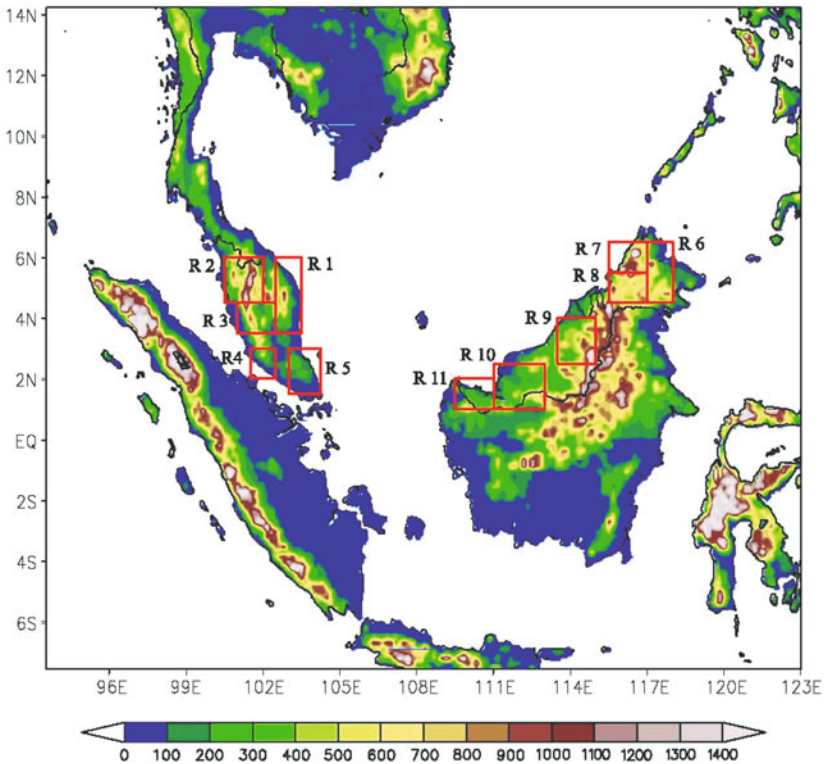 14N
12N
10N
8N
6N
4N
2N
EQ
2S
4S
6S
R 2
R 1
R 3
R4
R 5
R 7
R 6
R 8
R 9
R 10
R 11
96E 99E 102E 105E 108E 111E 114E 117E 120E 123E
0 100 200 300 400 500 600 700 800 900 1000 1100 1200 1300 1400